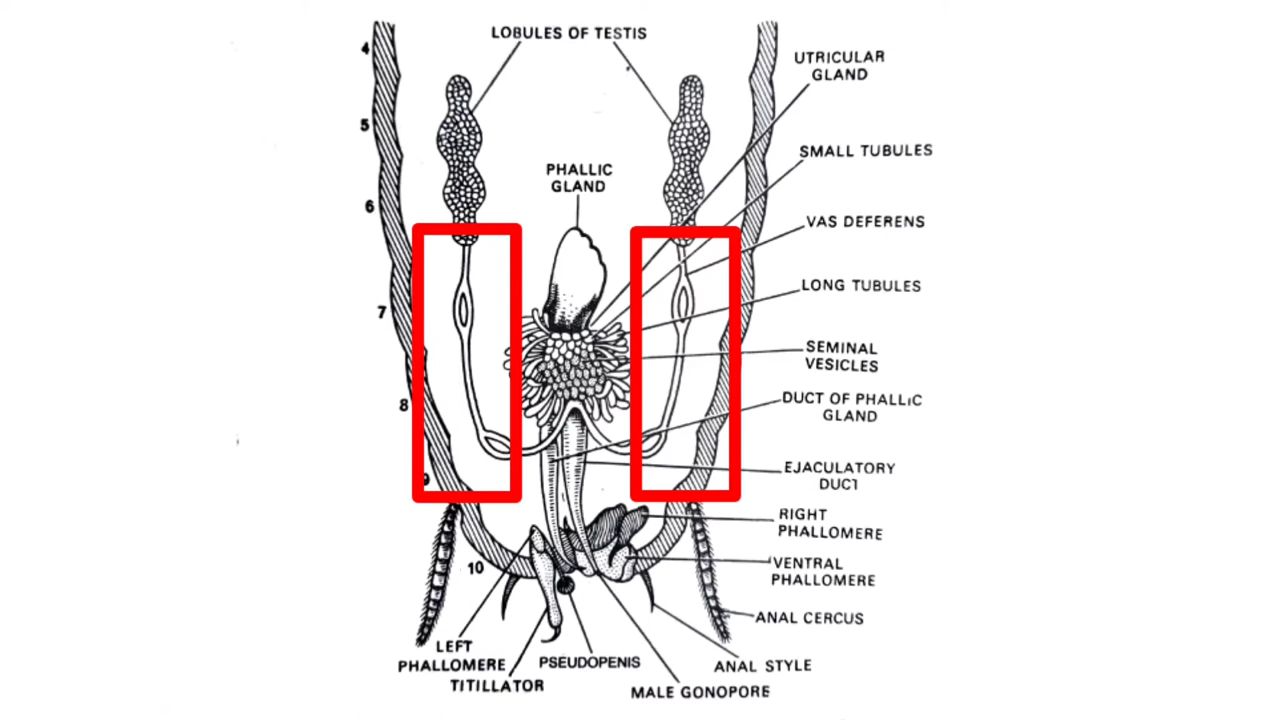 LOBULES OF TESTIS
4
UTRICULAR
GLAND
5
SMALL TUBULES
PHALLIC
GLAND
6
VAS DEFERENS
LONG TUBULES
7
SEMINAL
VESICLES
8
DUCT OF PHALLIC
GLAND
9
EJACULATORY
DUCT
RIGHT
PHALLOMERE
10
VENTRAL
PHALLOMERE
ANAL CERCUS
LEFT
PHALLOMERE
TITILLATOR
PSEUDOPENIS
ANAL STYLE
MALE GONOPORE